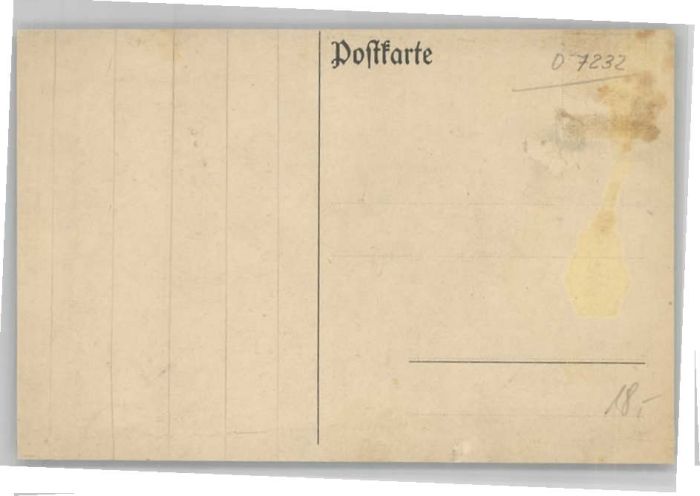 Postkarte
D 7232
18,-